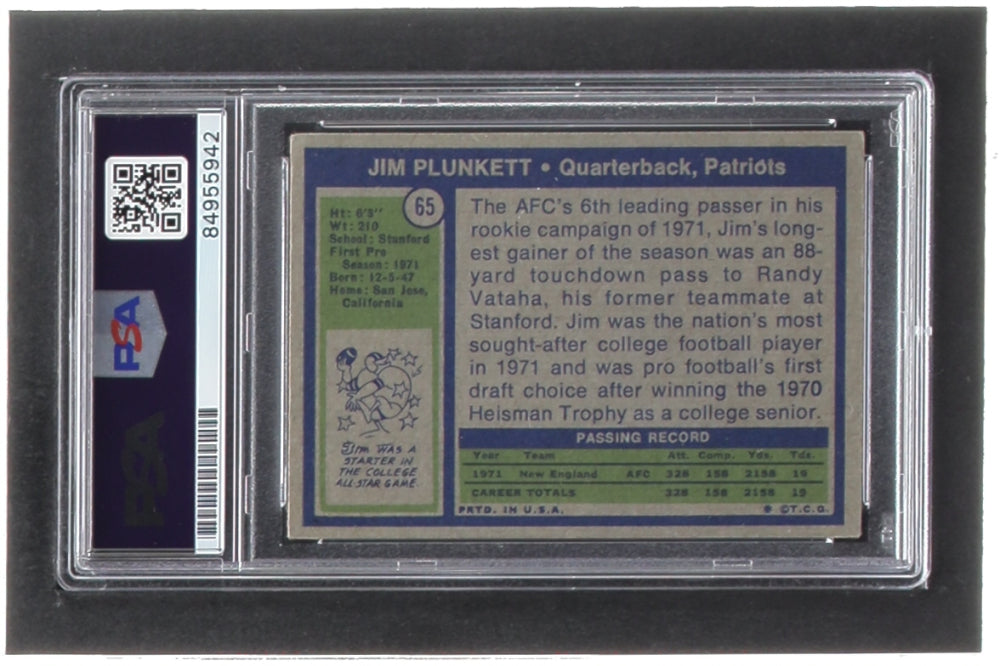 84955942
PSA
PSA
JIM PLUNKETT • Quarterback, Patriots
65
Ht: 6'3"
Wt: 210
School: Stanford
First Pro
Season: 1971
Born: 12-5-47
Home: San Jose,
California
Jim WAS A
STARTER IN
THE COLLEGE
ALL-STAR GAME.
The AFC's 6th leading passer in his
rookie campaign of 1971, Jim's long-
est gainer of the season was an 88-
yard touchdown pass to Randy
Vataha, his former teammate at
Stanford. Jim was the nation's most
sought-after college football player
in 1971 and was pro football's first
draft choice after winning the 1970
Heisman Trophy as a college senior.
PASSING RECORD
Year Team Att. Comp. Yds. Tds.
1971 New England AFC 328 158 2158 19
CAREER TOTALS 328 158 2158 19
PRTD. IN U.S.A. * ©T.C.G.